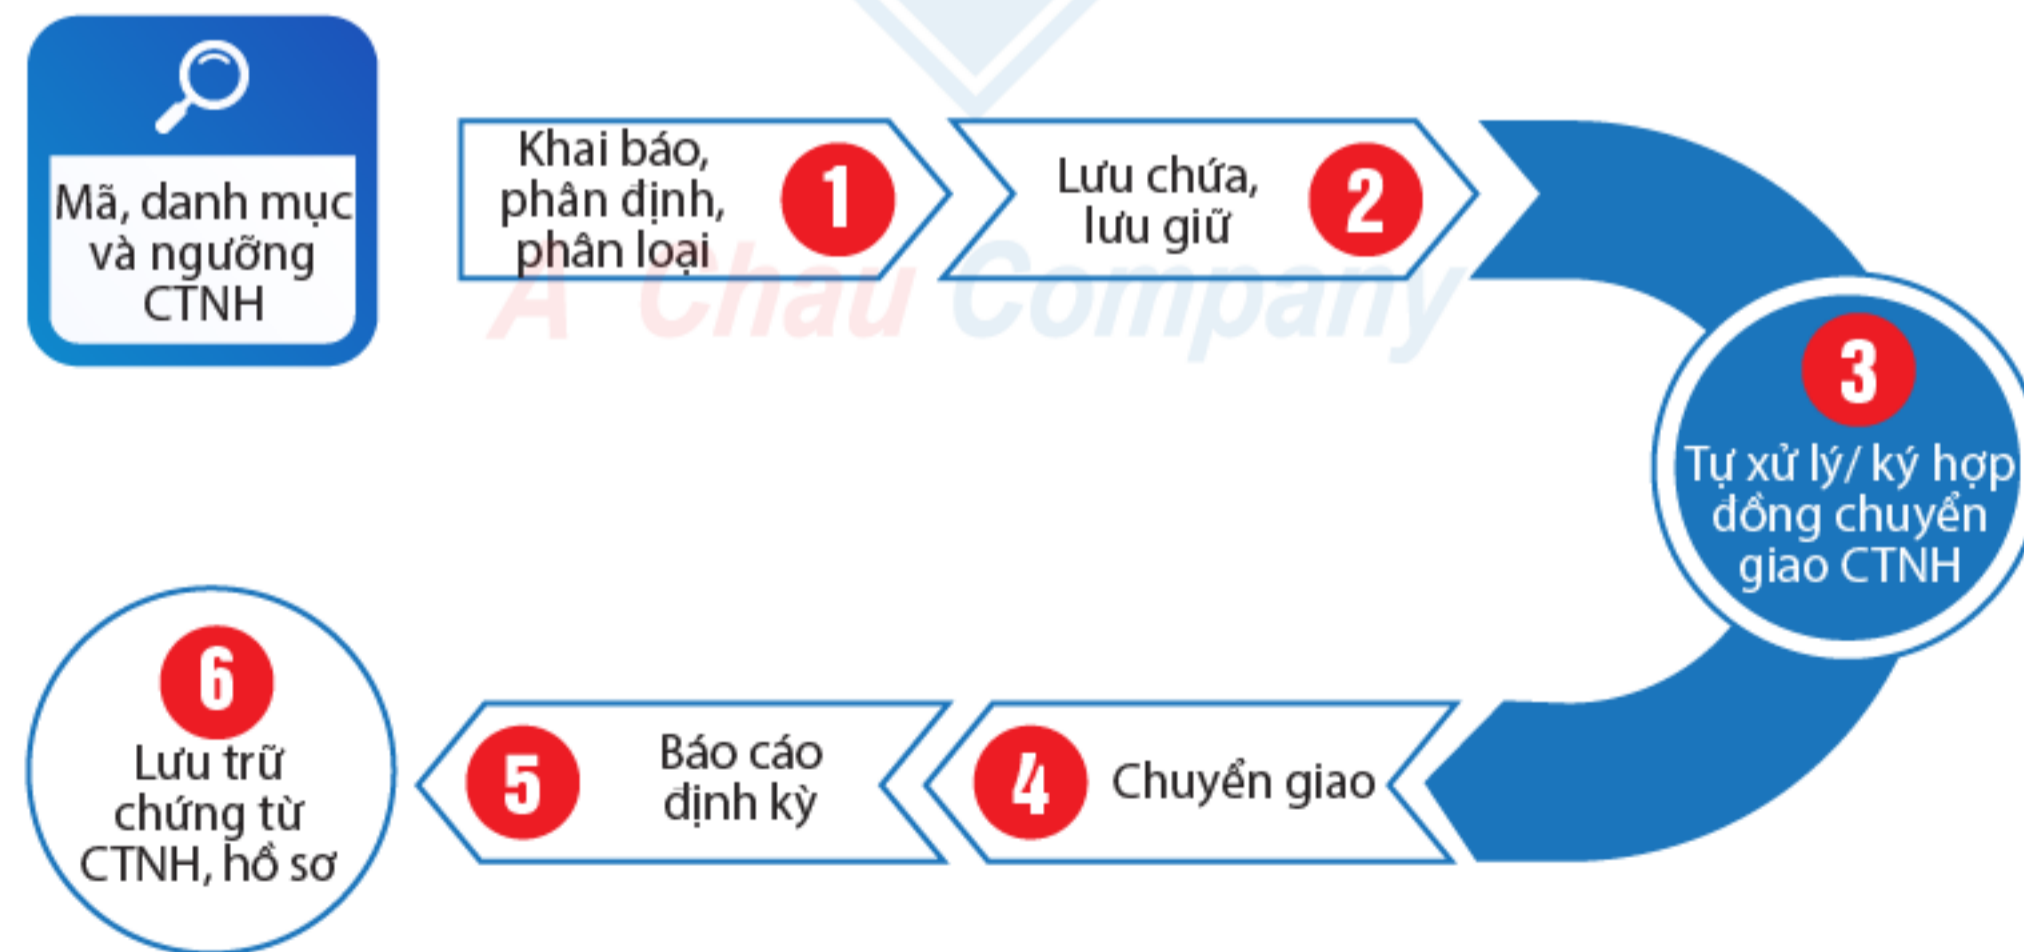 Mã, danh mục
và ngưỡng
CTNH
Khai báo,
phân định,
phân loại
1
Lưu chứa,
lưu giữ
2
A Chau Company
3
Tự xử lý/ ký hợp
đồng chuyển
giao CTNH
4
Chuyển giao
5
Báo cáo
định kỳ
6
Lưu trữ
chứng từ
CTNH, hồ sơ